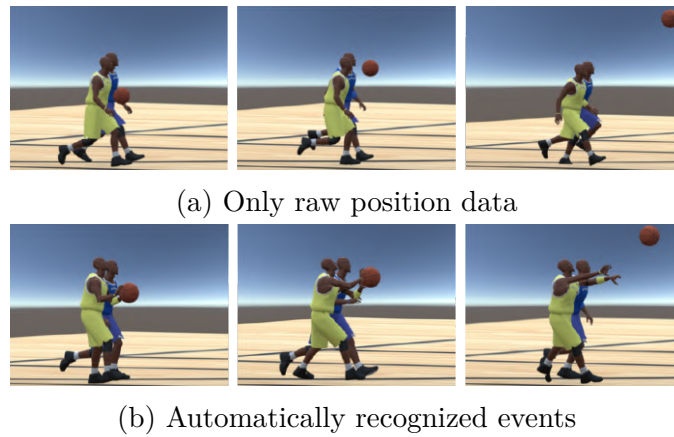 (a) Only raw position data
(b) Automatically recognized events